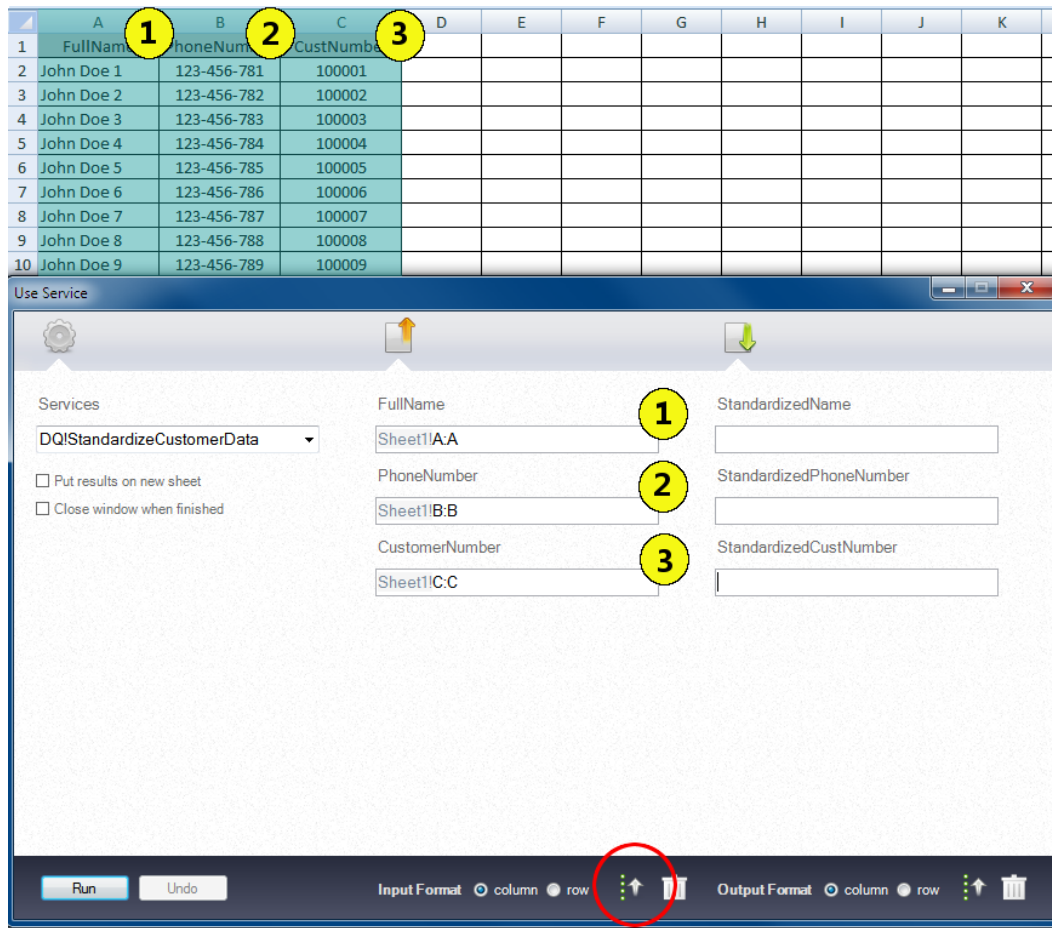 A B C D E F G H I J K
1 2 3
1 FullName PhoneNum CustNumbe
2 John Doe 1 123-456-781 100001
3 John Doe 2 123-456-782 100002
4 John Doe 3 123-456-783 100003
5 John Doe 4 123-456-784 100004
6 John Doe 5 123-456-785 100005
7 John Doe 6 123-456-786 100006
8 John Doe 7 123-456-787 100007
9 John Doe 8 123-456-788 100008
10 John Doe 9 123-456-789 100009
Use Service
Services FullName 1 StandardizedName
DQ!StandardizeCustomerData Sheet1!A:A
Put results on new sheet PhoneNumber 2 StandardizedPhoneNumber
Close window when finished Sheet1!B:B
CustomerNumber 3 StandardizedCustNumber
Sheet1!C:C
Run Undo Input Format column row Output Format column row